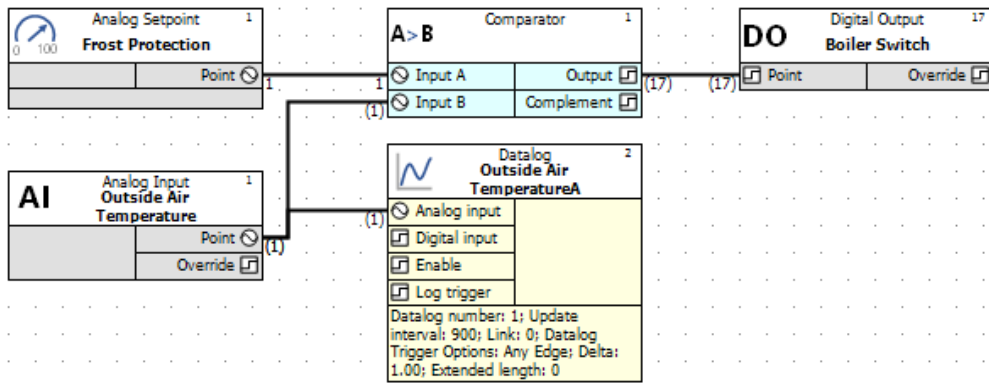 Analog Setpoint 1
Frost Protection
0 100
Point
1
Comparator 1
A>B
1 Input A Output
(17)
(1) Input B Complement
Digital Output 17
DO Boiler Switch
(17) Point Override
Analog Input 1
AI Outside Air
Temperature
Point
(1)
Override
Datalog 2
Outside Air
TemperatureA
(1) Analog input
Digital input
Enable
Log trigger
Datalog number: 1; Update
interval: 900; Link: 0; Datalog
Trigger Options: Any Edge; Delta:
1.00; Extended length: 0